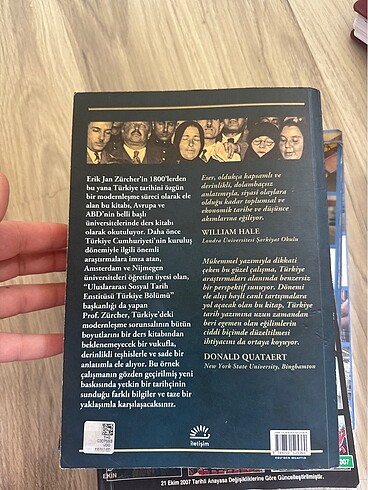 Erik Jan Zürcher'in 1800'lerden
bu yana Türkiye tarihini özgün
bir modernleşme süreci olarak ele
alan bu kitabı, Avrupa ve
ABD'nin belli başlı
üniversitelerinde ders kitabı
olarak okutuluyor. Daha önce
Türkiye Cumhuriyeti'nin kuruluş
dönemiyle ilgili önemli
araştırmalara imza atan,
Amsterdam ve Nijmegen
üniversiteleri öğretim üyesi olan,
"Uluslararası Sosyal Tarih
Enstitüsü Türkiye Bölümü"
başkanlığı da yapan
Prof. Zürcher, Türkiye'deki
modernleşme sorunsalının bütün
boyutlarını bir ders kitabından
beklenemeyecek bir vukufla,
derinlikli teşhislerle ve sade bir
anlatımla ele alıyor. Bu örnek
çalışmanın gözden geçirilmiş yeni
baskısında yetkin bir tarihçinin
sunduğu farklı bilgiler ve taze bir
yaklaşımla karşılaşacaksınız.
Eser, oldukça kapsamlı ve
derinlikli, dolambaçsız
anlatımıyla, siyasi olaylara
olduğu kadar toplumsal ve
ekonomik tarihe ve düşünce
akımlarına eğiliyor.
WILLIAM HALE
Londra Üniversitesi Şarkiyat Okulu
Mükemmel yazımıyla dikkati
çeken bu güzel çalışma, Türkiye
araştırmaları alanında benzersiz
bir perspektif sunuyor. Dönemi
ele alışı hayli canlı tartışmalara
yol açacak olan bu kitap, Türkiye
tarih yazımına uzun zamandan
beri egemen olan eğilimlerin
ciddi biçimde düzeltilmesi
ihtiyacını da ortaya koyuyor.
DONALD QUATAERT
New York State University, Binghamton
iletişim
EKİN
21 Ekim 2007 Tarihli Anayasa Değişikliklerine Göre Güncelleştirilmiştir.